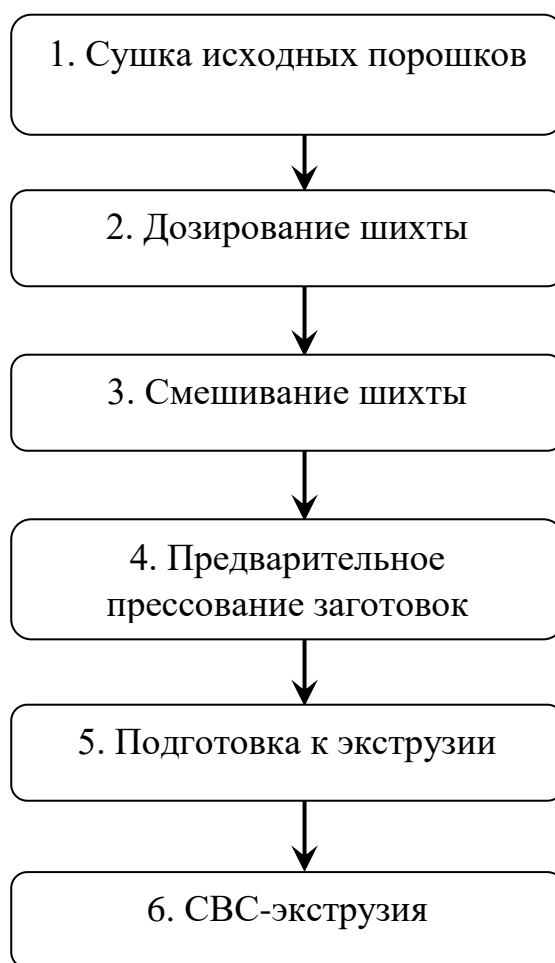 1. Сушка исходных порошков
2. Дозирование шихты
3. Смешивание шихты
4. Предварительное
прессование заготовок
5. Подготовка к экструзии
6. СВС-экструзия